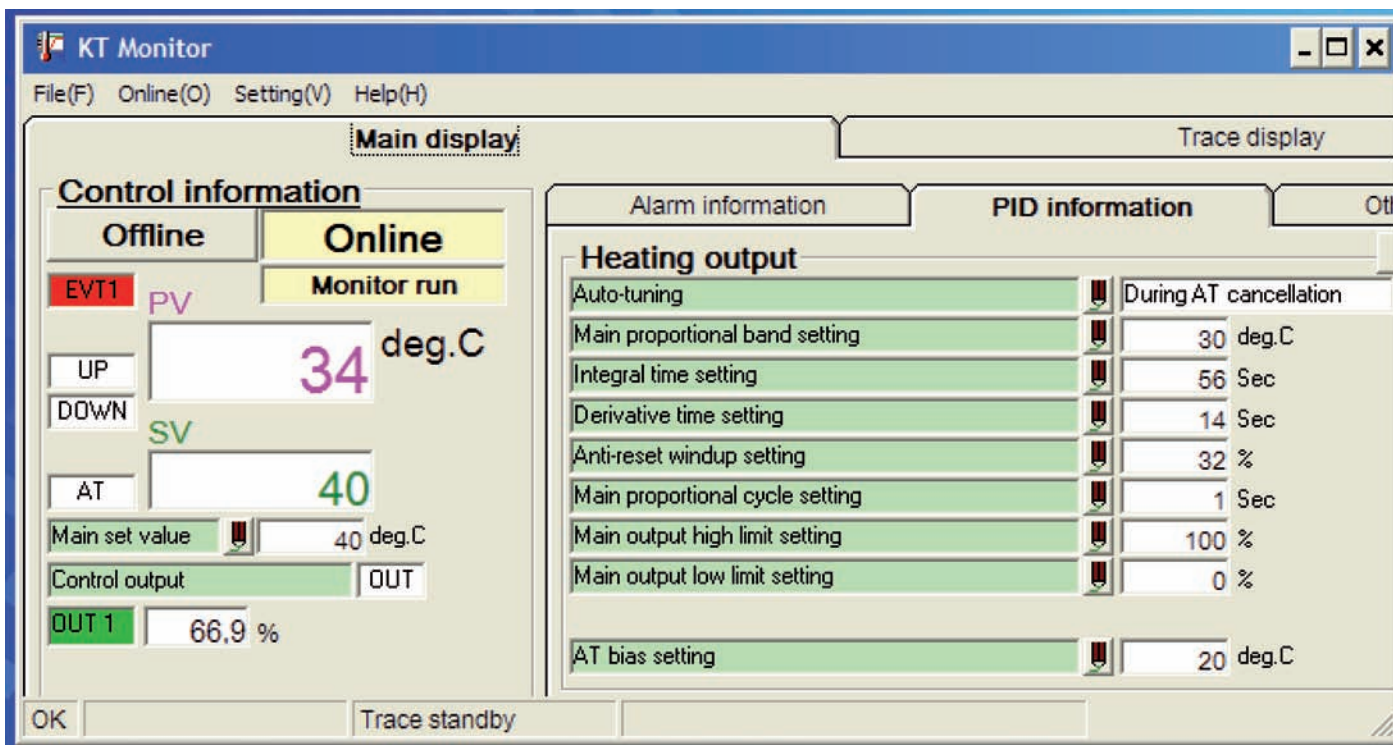 KT Monitor
File(F) Online(O) Setting(V) Help(H)
Main display Trace display
Control information
Offline Online
Monitor run
EVT1 PV
34 deg.C
UP
DOWN
SV
AT 40
Main set value 40 deg.C
Control output OUT
OUT 1 66,9 %
Alarm information PID information Oth
Heating output
Auto-tuning During AT cancellation
Main proportional band setting 30 deg.C
Integral time setting 56 Sec
Derivative time setting 14 Sec
Anti-reset windup setting 32 %
Main proportional cycle setting 1 Sec
Main output high limit setting 100 %
Main output low limit setting 0 %
AT bias setting 20 deg.C
OK Trace standby